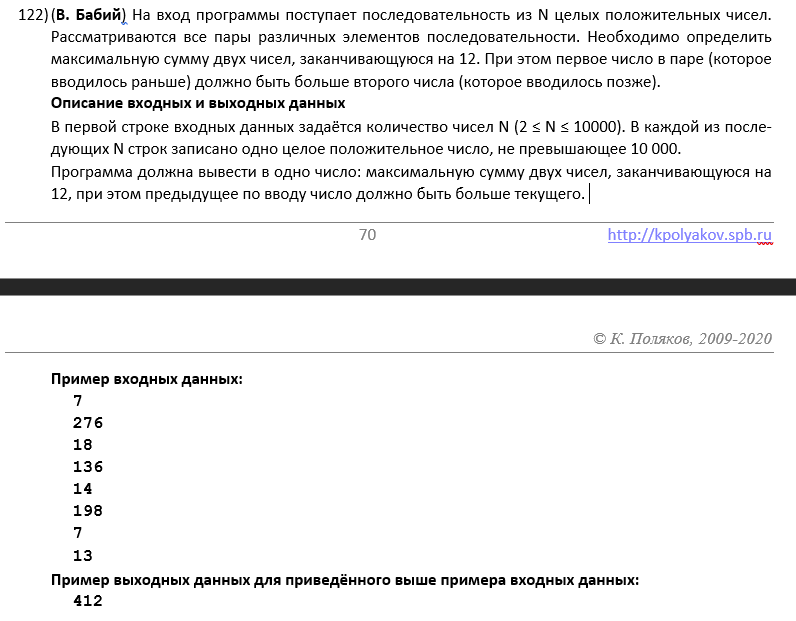 122) (В. Бабий) На вход программы поступает последовательность из N целых положительных чисел.
Рассматриваются все пары различных элементов последовательности. Необходимо определить
максимальную сумму двух чисел, заканчивающуюся на 12. При этом первое число в паре (которое
вводилось раньше) должно быть больше второго числа (которое вводилось позже).
Описание входных и выходных данных
В первой строке входных данных задаётся количество чисел N (2 ≤ N ≤ 10000). В каждой из после-
дующих N строк записано одно целое положительное число, не превышающее 10 000.
Программа должна вывести в одно число: максимальную сумму двух чисел, заканчивающуюся на
12, при этом предыдущее по вводу число должно быть больше текущего.
70 http://kpolyakov.spb.ru
© К. Поляков, 2009-2020
Пример входных данных:
7
276
18
136
14
198
7
13
Пример выходных данных для приведённого выше примера входных данных:
412